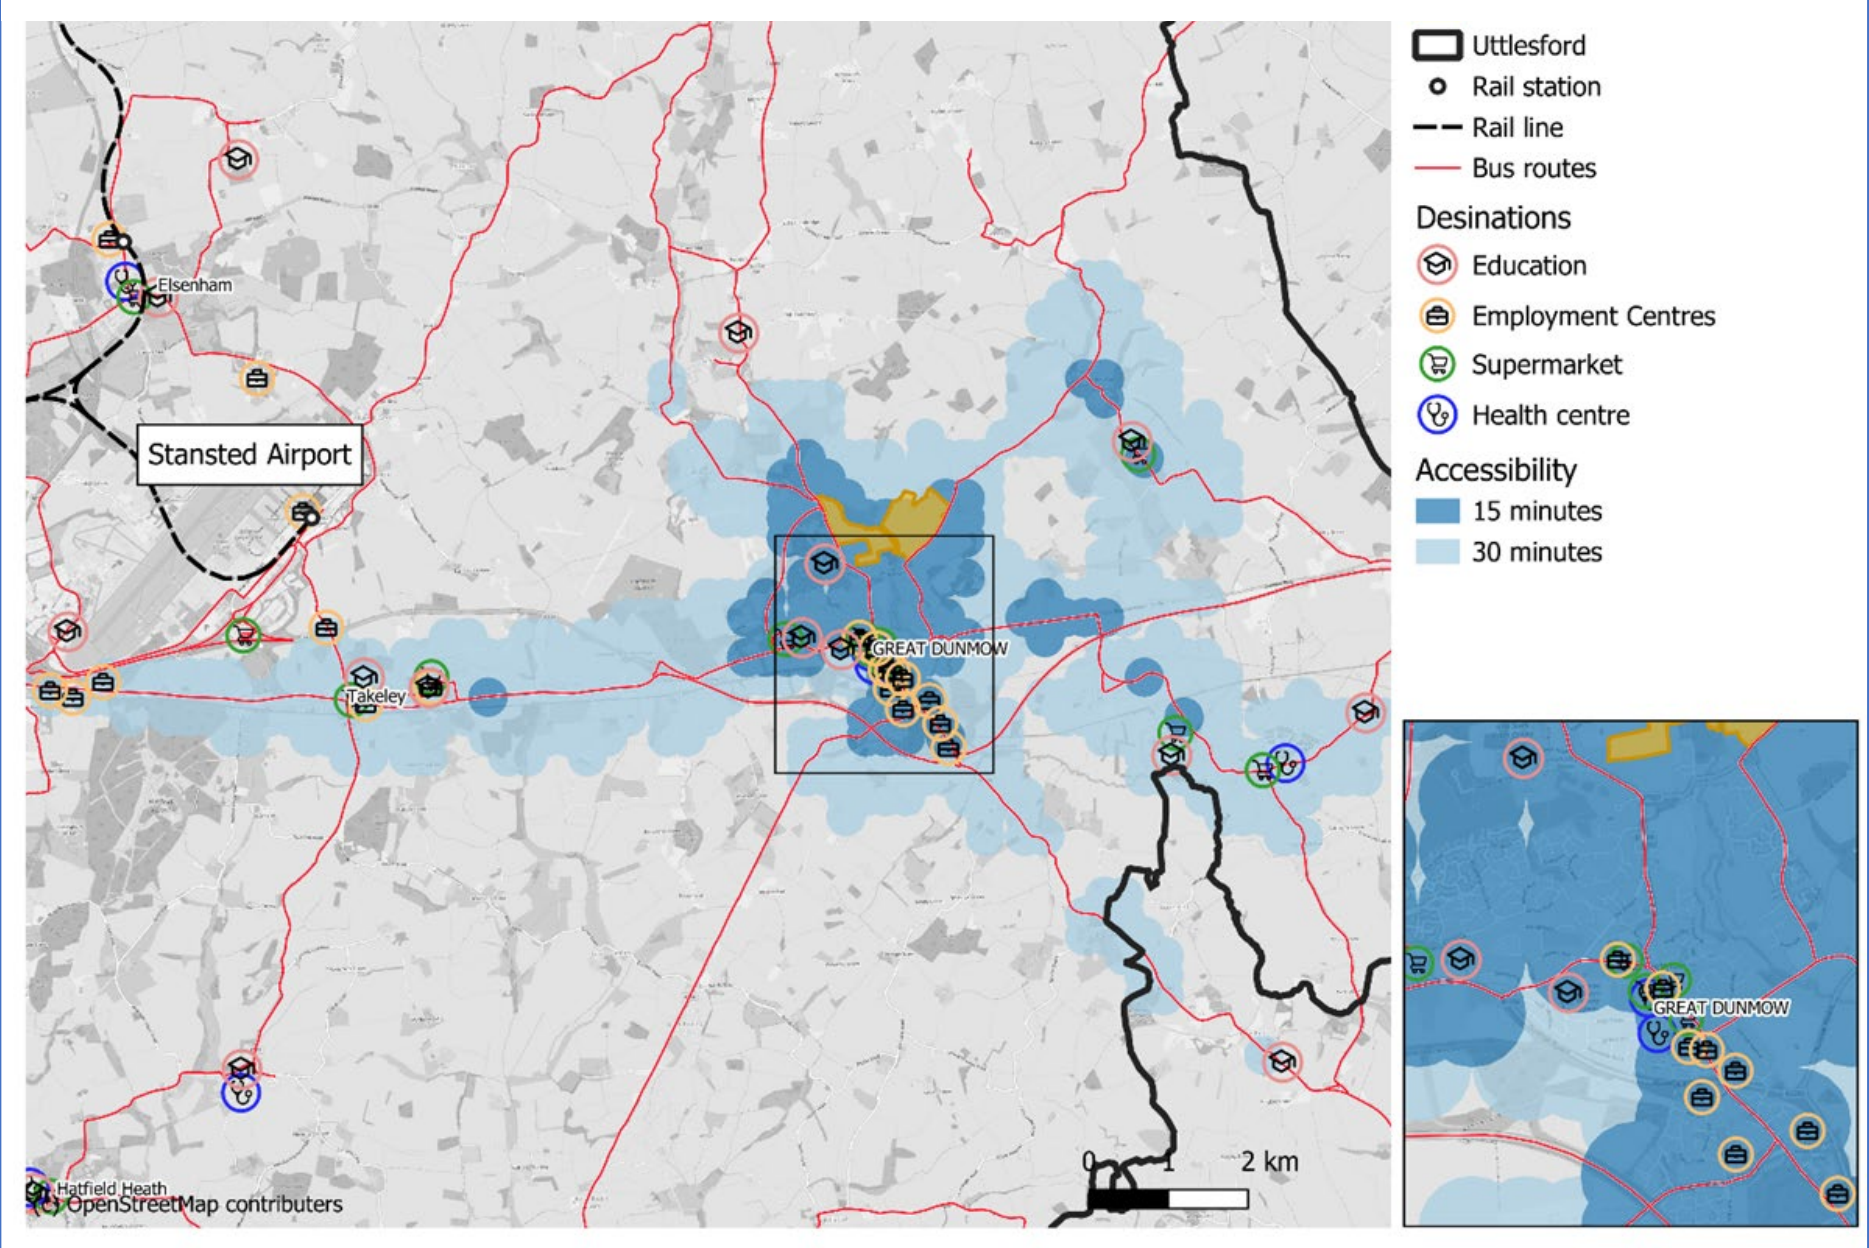 Uttlesford
Rail station
Rail line
Bus routes
Desinations
Education
Employment Centres
Supermarket
Health centre
Accessibility
15 minutes
30 minutes
Elsenham
Stansted Airport
GREAT DUNMOW
Takeley
GREAT DUNMOW
0 1 2 km
Hatfield Heath
OpenStreetMap contributors